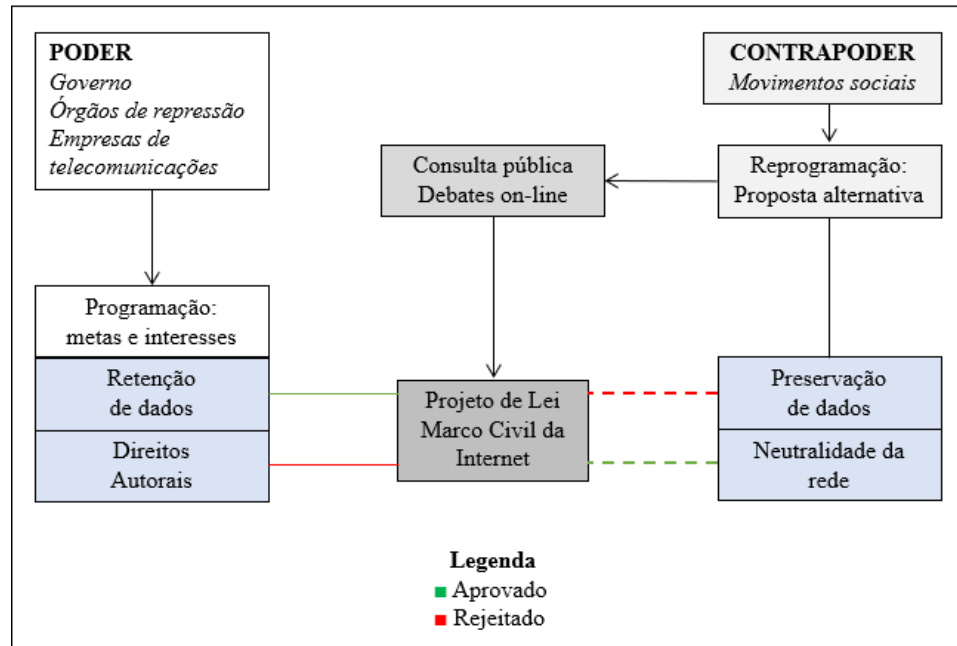 PODER
Governo
Órgãos de repressão
Empresas de
telecomunicações
CONTRAPODER
Movimentos sociais
Consulta pública
Debates on-line
Reprogramação:
Proposta alternativa
Programação:
metas e interesses
Retenção
de dados
Direitos
Autorais
Projeto de Lei
Marco Civil da
Internet
Preservação
de dados
Neutralidade da
rede
Legenda
Aprovado
Rejeitado